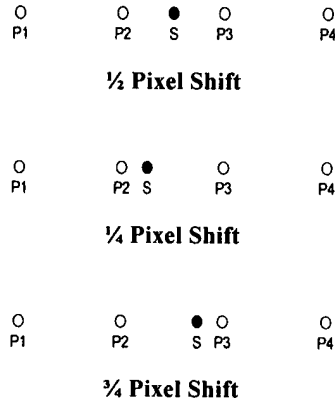 P1 P2 S P3 P4
½ Pixel Shift
P1 P2 S P3 P4
¼ Pixel Shift
P1 P2 S P3 P4
¾ Pixel Shift